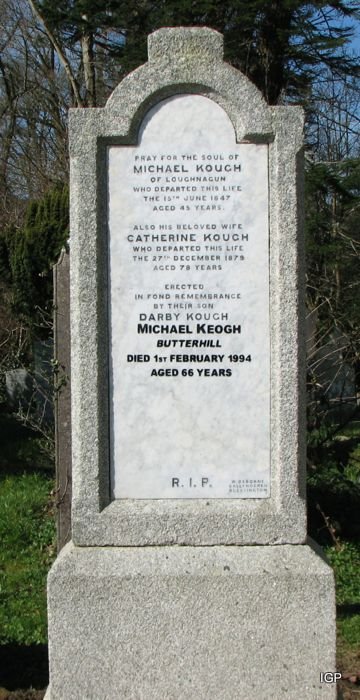 PRAY FOR THE SOUL OF
MICHAEL KOUGH
OF LOUGHNAGUN
WHO DEPARTED THIS LIFE
THE 15TH JUNE 1847
AGED 45 YEARS.
ALSO HIS BELOVED WIFE
CATHERINE KOUGH
WHO DEPARTED THIS LIFE
THE 27TH DECEMBER 1879
AGED 78 YEARS
ERECTED
IN FOND REMEMBRANCE
BY THEIR SON
DARBY KOUGH
MICHAEL KEOGH
BUTTERHILL
DIED 1ST FEBRUARY 1994
AGED 66 YEARS
R.I.P.
BLESSINGTON
IGP